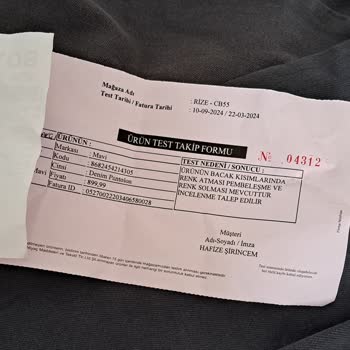 Mağaza Adı : RİZE - CB55
Test Tarihi / Fatura Tarihi : 10-09-2024 / 22-03-2024
ÜRÜN TEST TAKİP FORMU
№ 04312
ÜRÜNÜN :
Markası : Mavi
Kodu : 8682454214305
Cinsi : Denim Pantolon
Fiyatı : 899.99
Fatura ID : 05270022203406580028
TEST NEDENİ / SONUCU :
ÜRÜNÜN BACAK KISIMLARINDA
RENK ATMASI PEMBELEŞME VE
RENK SOLMASI MEVCUTTUR
İNCELENME TALEP EDİLİR
Müşteri
Adı-Soyadı / İmza
HAFİZE ŞİRİNCEM